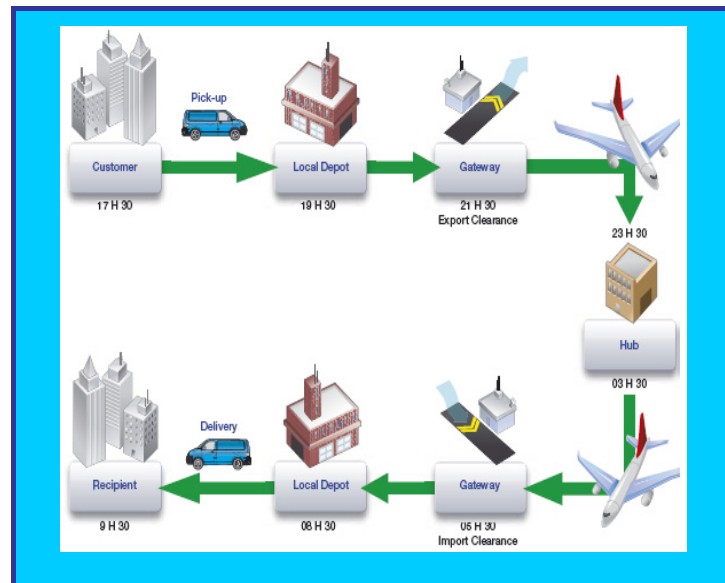 Pick-up
Customer
Local Depot
Gateway
17 H 30
19 H 30
21 H 30
Export Clearance
23 H 30
Hub
03 H 30
Delivery
Recipient
Local Depot
Gateway
9 H 30
08 H 30
05 H 30
Import Clearance